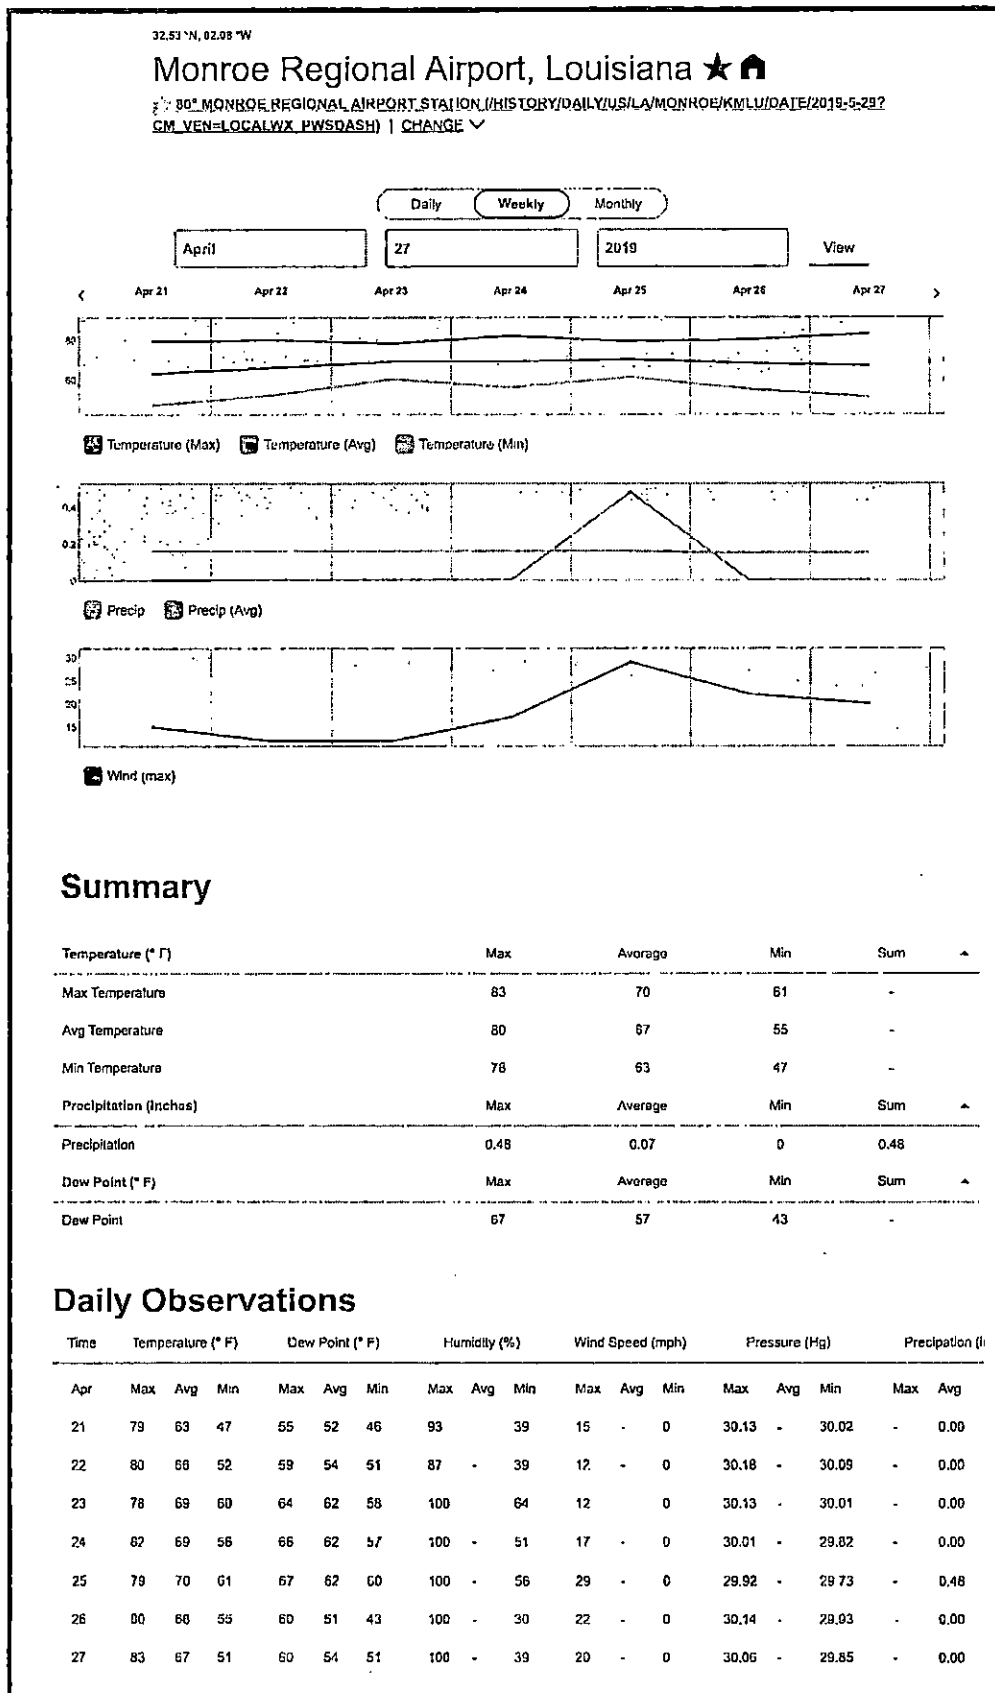 32.53 °N, 92.08 °W
Monroe Regional Airport, Louisiana
80° MONROE REGIONAL AIRPORT STATION (/HISTORY/DAILY/US/LA/MONROE/KMLU/DATE/2019-5-29?
CM_VEN=LOCALWX_PWSDASH) | CHANGE
Daily Weekly Monthly
April 27 2019 View
Apr 21 Apr 22 Apr 23 Apr 24 Apr 25 Apr 26 Apr 27
80
60
Temperature (Max) Temperature (Avg) Temperature (Min)
0.4
0.2
0
Precip Precip (Avg)
30
25
20
15
Wind (max)
Summary
Temperature (° F) Max Average Min Sum
Max Temperature 83 70 61 -
Avg Temperature 80 67 55 -
Min Temperature 78 63 47 -
Precipitation (Inches) Max Average Min Sum
Precipitation 0.48 0.07 0 0.48
Dew Point (° F) Max Average Min Sum
Dew Point 67 57 43 -
Daily Observations
Time Temperature (° F) Dew Point (° F) Humidity (%) Wind Speed (mph) Pressure (Hg) Precipation (
Apr Max Avg Min Max Avg Min Max Avg Min Max Avg Min Max Avg Min Max Avg
21 79 63 47 55 52 46 93 39 15 - 0 30.13 - 30.02 - 0.00
22 80 66 52 59 54 51 87 - 39 12 - 0 30.18 - 30.09 - 0.00
23 78 69 60 64 62 58 100 64 12 0 30.13 - 30.01 - 0.00
24 82 69 56 66 62 57 100 - 51 17 - 0 30.01 - 29.82 - 0.00
25 79 70 61 67 62 60 100 - 56 29 - 0 29.92 - 29.73 - 0.48
26 80 68 55 60 51 43 100 - 30 22 - 0 30.14 - 29.93 - 0.00
27 83 67 51 60 54 51 100 - 39 20 - 0 30.06 - 29.85 - 0.00